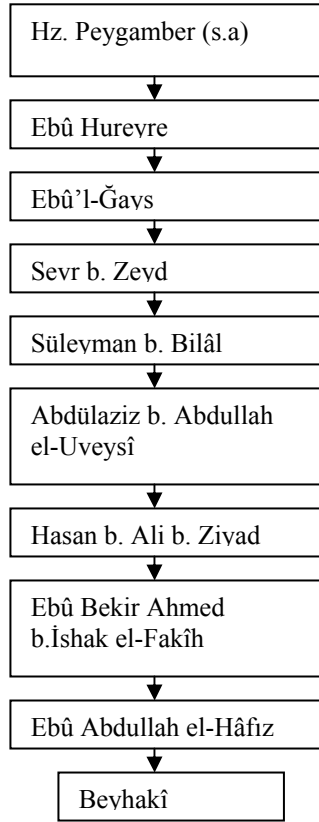 Hz. Peygamber (s.a)
Ebû Hureyre
Ebû’l-Ğays
Sevr b. Zeyd
Süleyman b. Bilâl
Abdülaziz b. Abdullah
el-Uveysî
Hasan b. Ali b. Ziyad
Ebû Bekir Ahmed
b.İshak el-Fakîh
Ebû Abdullah el-Hâfız
Beyhakî